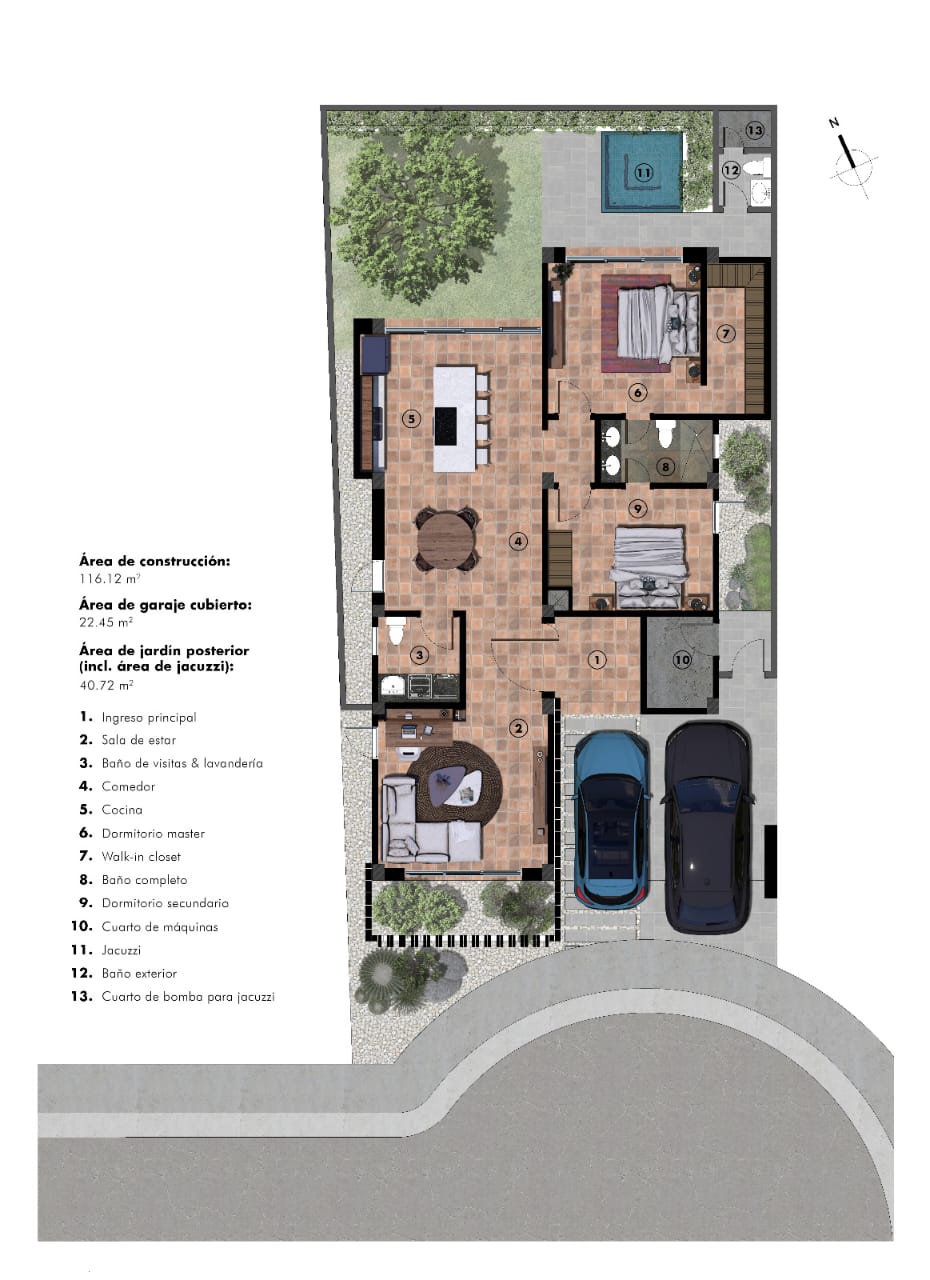 N
13
12
11
7
6
5
8
9
4
3
1
10
2
Área de construcción:
116.12 m²
Área de garaje cubierto:
22.45 m²
Área de jardín posterior
(incl. área de jacuzzi):
40.72 m²
1. Ingreso principal
2. Sala de estar
3. Baño de visitas & lavandería
4. Comedor
5. Cocina
6. Dormitorio master
7. Walk-in closet
8. Baño completo
9. Dormitorio secundario
10. Cuarto de máquinas
11. Jacuzzi
12. Baño exterior
13. Cuarto de bomba para jacuzzi